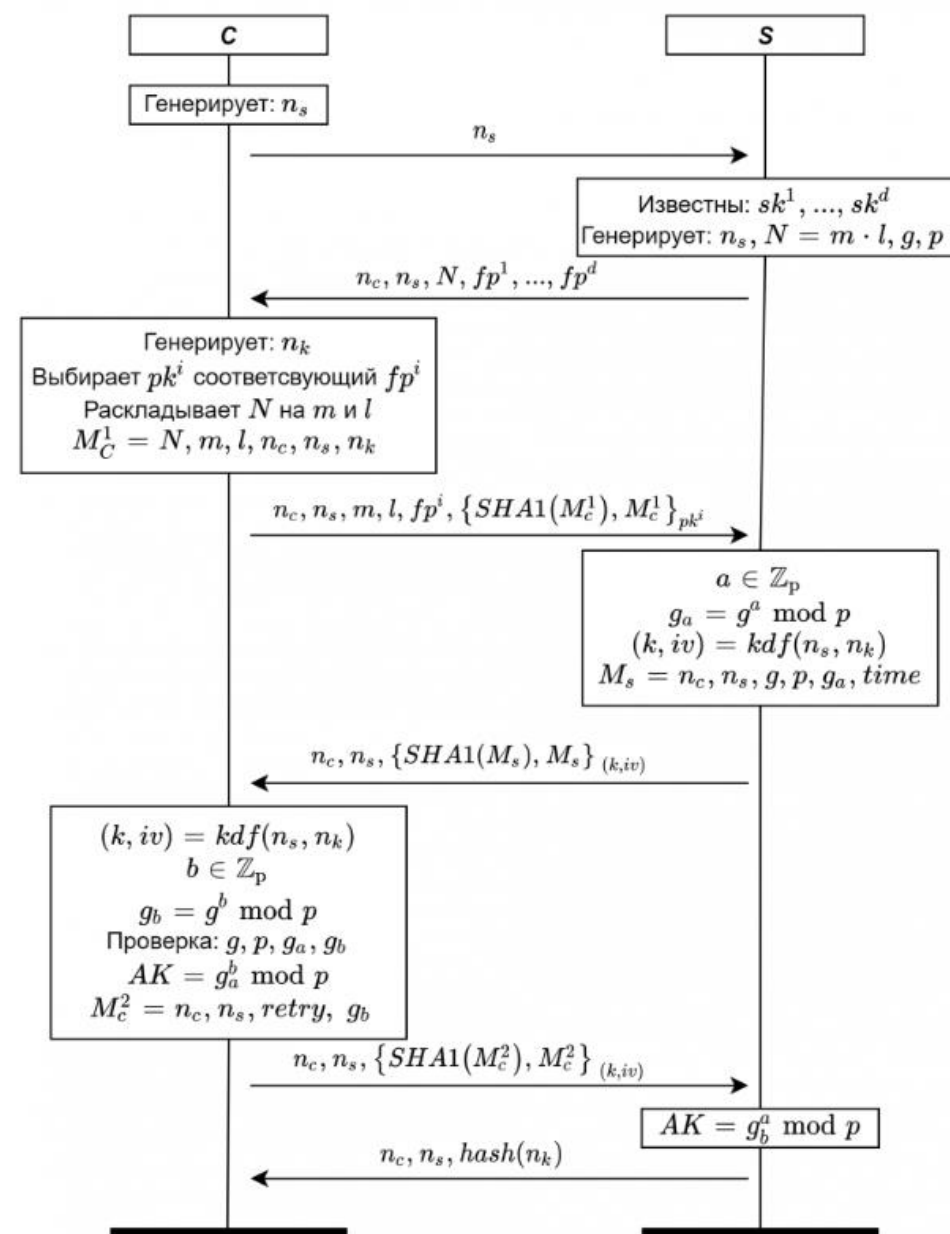 C
S
Генерирует: n_s
n_s
Известны: sk^1, ..., sk^d
Генерирует: n_s, N = m · l, g, p
n_c, n_s, N, fp^1, ..., fp^d
Генерирует: n_k
Выбирает pk^i соответсвующий fp^i
Раскладывает N на m и l
M_C^1 = N, m, l, n_c, n_s, n_k
n_c, n_s, m, l, fp^i, {SHA1(M_c^1), M_c^1}_{pk^i}
a ∈ ℤ_p
g_a = g^a mod p
(k, iv) = kdf(n_s, n_k)
M_s = n_c, n_s, g, p, g_a, time
n_c, n_s, {SHA1(M_s), M_s}_{(k,iv)}
(k, iv) = kdf(n_s, n_k)
b ∈ ℤ_p
g_b = g^b mod p
Проверка: g, p, g_a, g_b
AK = g_a^b mod p
M_c^2 = n_c, n_s, retry, g_b
n_c, n_s, {SHA1(M_c^2), M_c^2}_{(k,iv)}
AK = g_b^a mod p
n_c, n_s, hash(n_k)